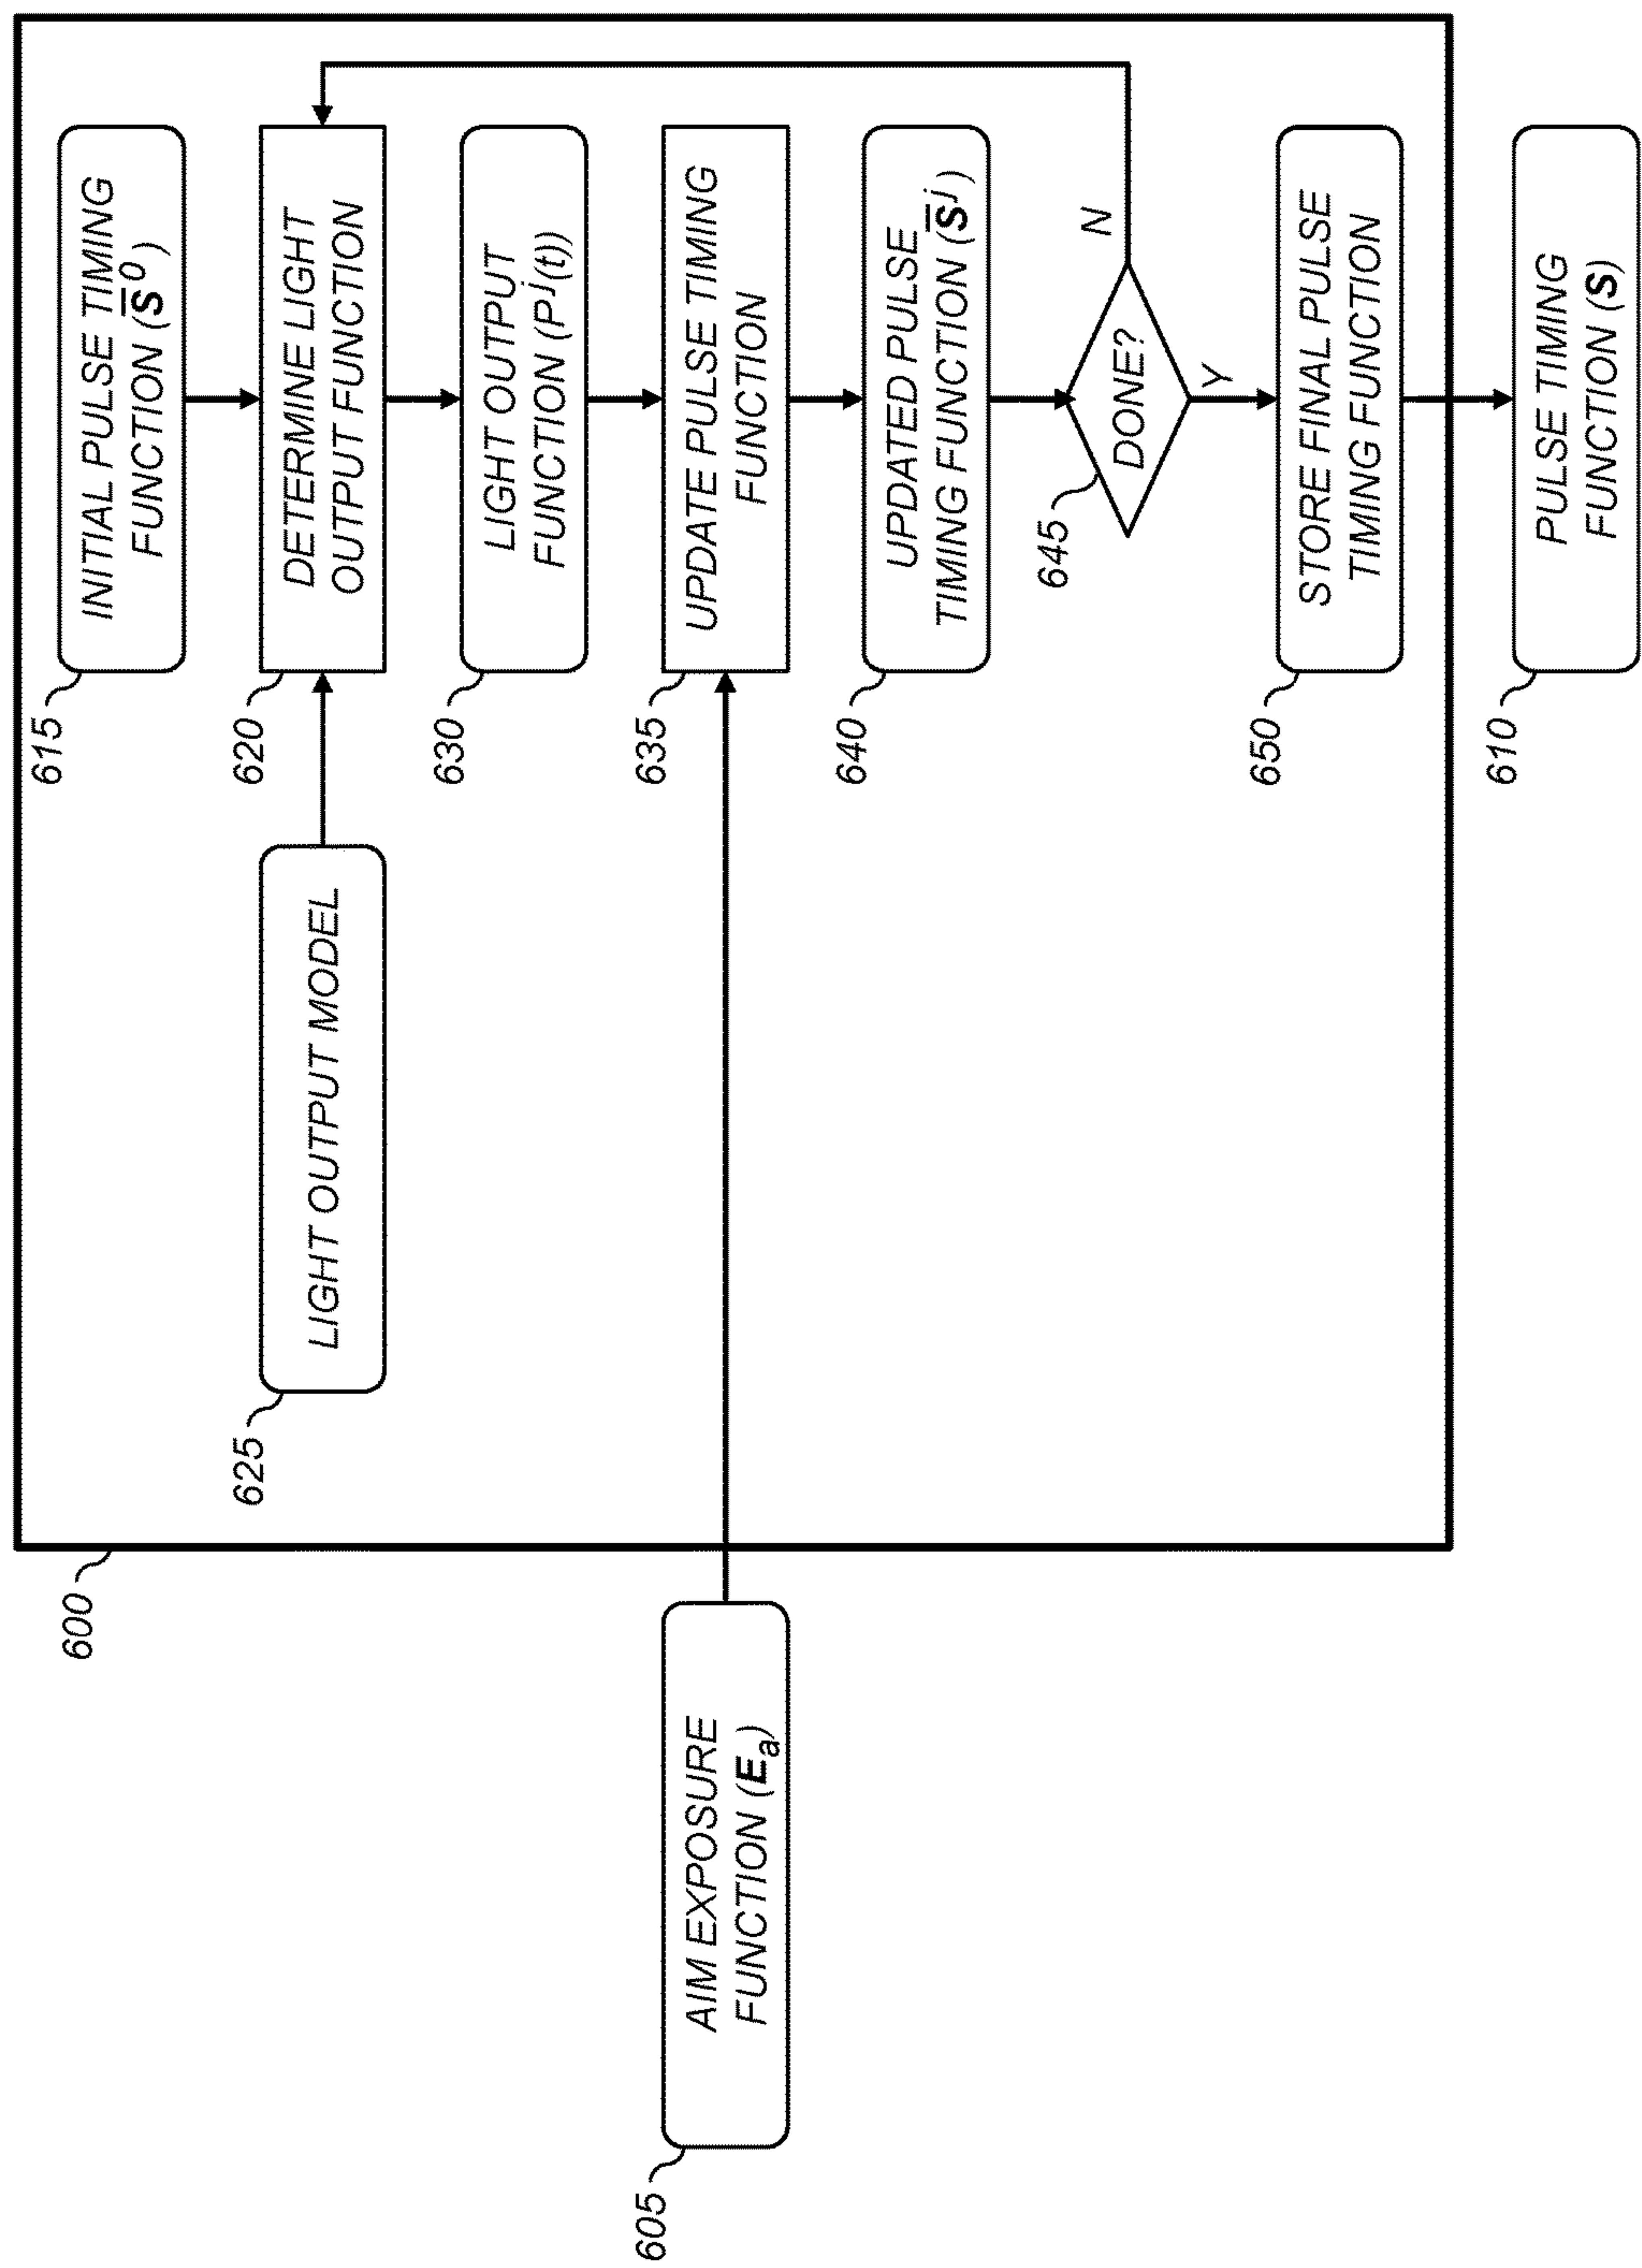 600
615
INITIAL PULSE TIMING
FUNCTION (S̅⁰)
625
LIGHT OUTPUT MODEL
620
DETERMINE LIGHT
OUTPUT FUNCTION
630
LIGHT OUTPUT
FUNCTION (Pʲ(t))
605
AIM EXPOSURE
FUNCTION (Eₐ)
635
UPDATE PULSE TIMING
FUNCTION
640
UPDATED PULSE
TIMING FUNCTION (S̅ʲ)
645
DONE?
N
Y
650
STORE FINAL PULSE
TIMING FUNCTION
610
PULSE TIMING
FUNCTION (S)